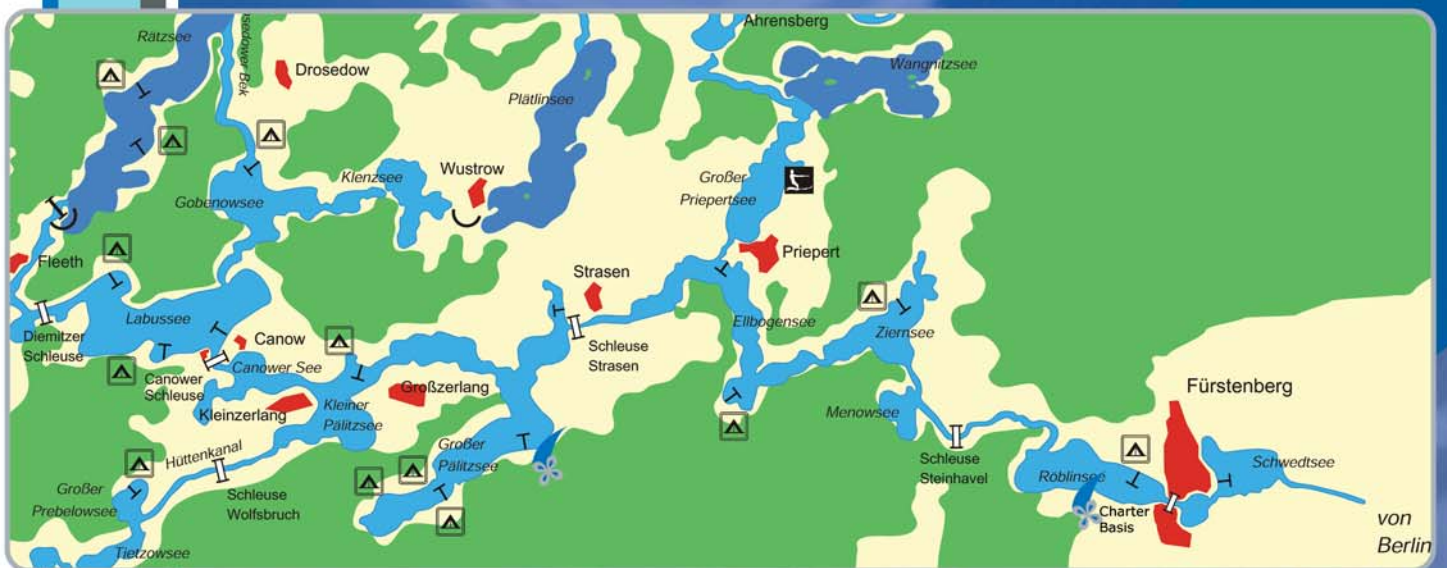 Ahrensberg
Rätzsee
Drosedow
Wangnitzsee
Plätlinsee
Klenzsee
Wustrow
Großer
Priepertsee
Gobenowsee
Priepert
Fleeth
Strasen
Labussee
Ellbogensee
Ziernsee
Diemitzer
Schleuse
Canow
Schleuse
Strasen
Canower See
Canower
Schleuse
Großzerlang
Fürstenberg
Kleinzerlang
Kleiner
Pälitzsee
Menowsee
Hüttenkanal
Großer
Pälitzsee
Schleuse
Steinhavel
Schwedtsee
Röblinsee
Großer
Prebelowsee
Schleuse
Wolfsbruch
Charter
Basis
von
Berlin
Tietzowsee